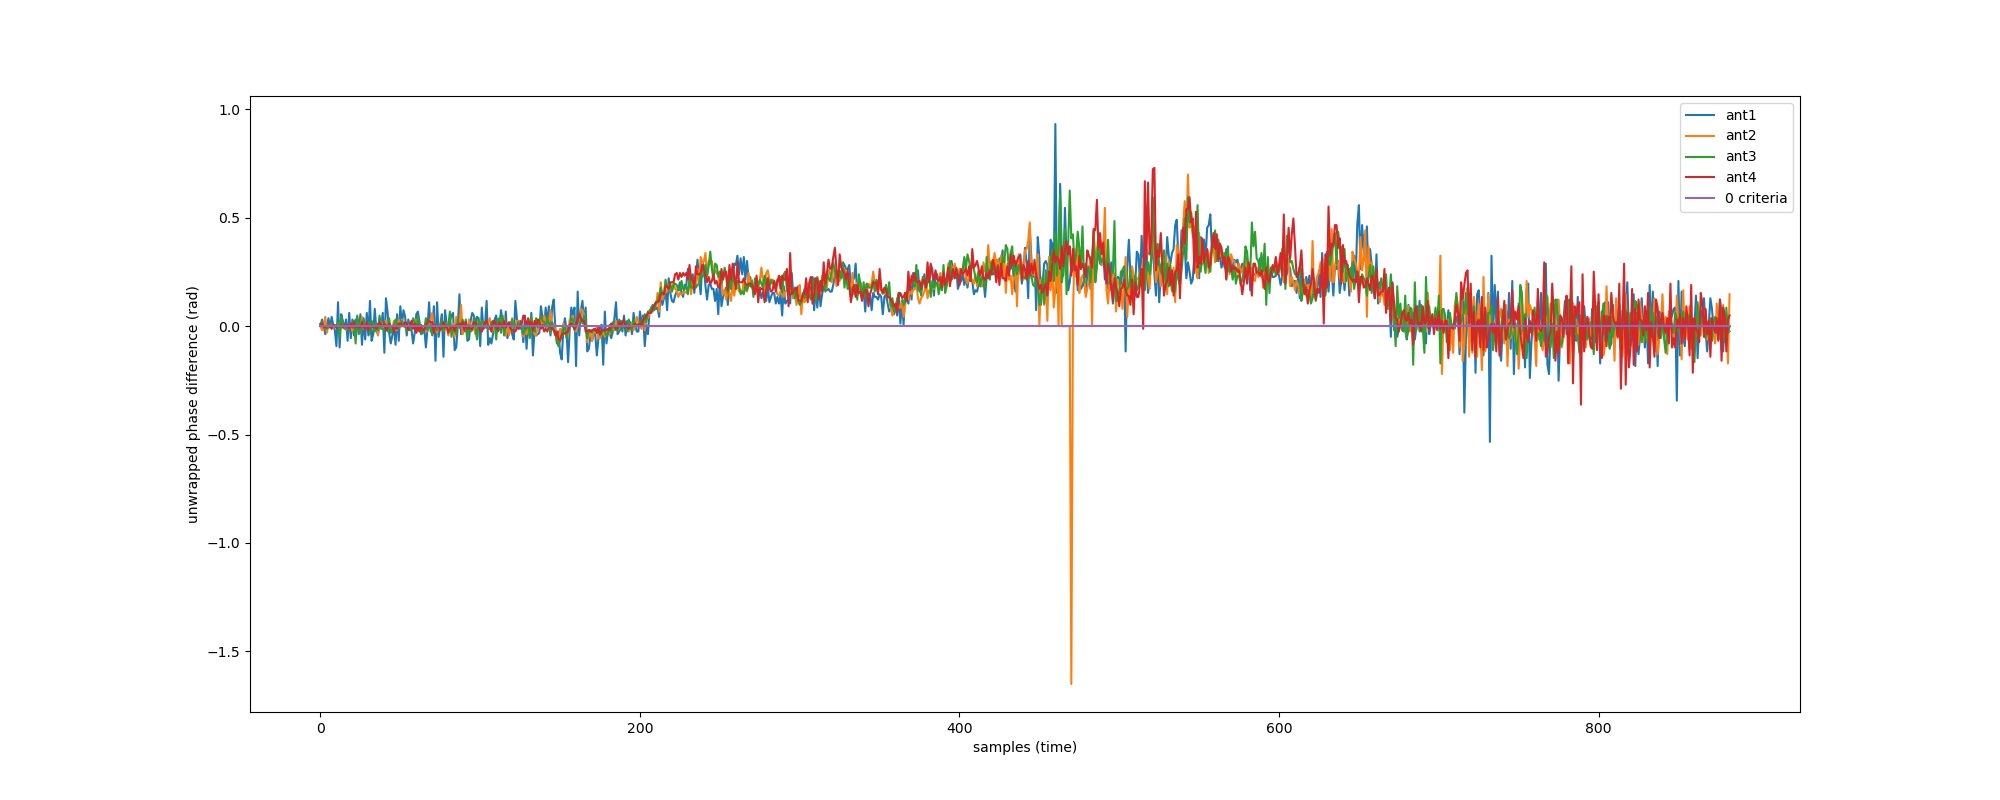 1.0
0.5
0.0
−0.5
−1.0
−1.5
unwrapped phase difference (rad)
0 200 400 600 800
samples (time)
ant1
ant2
ant3
ant4
0 criteria